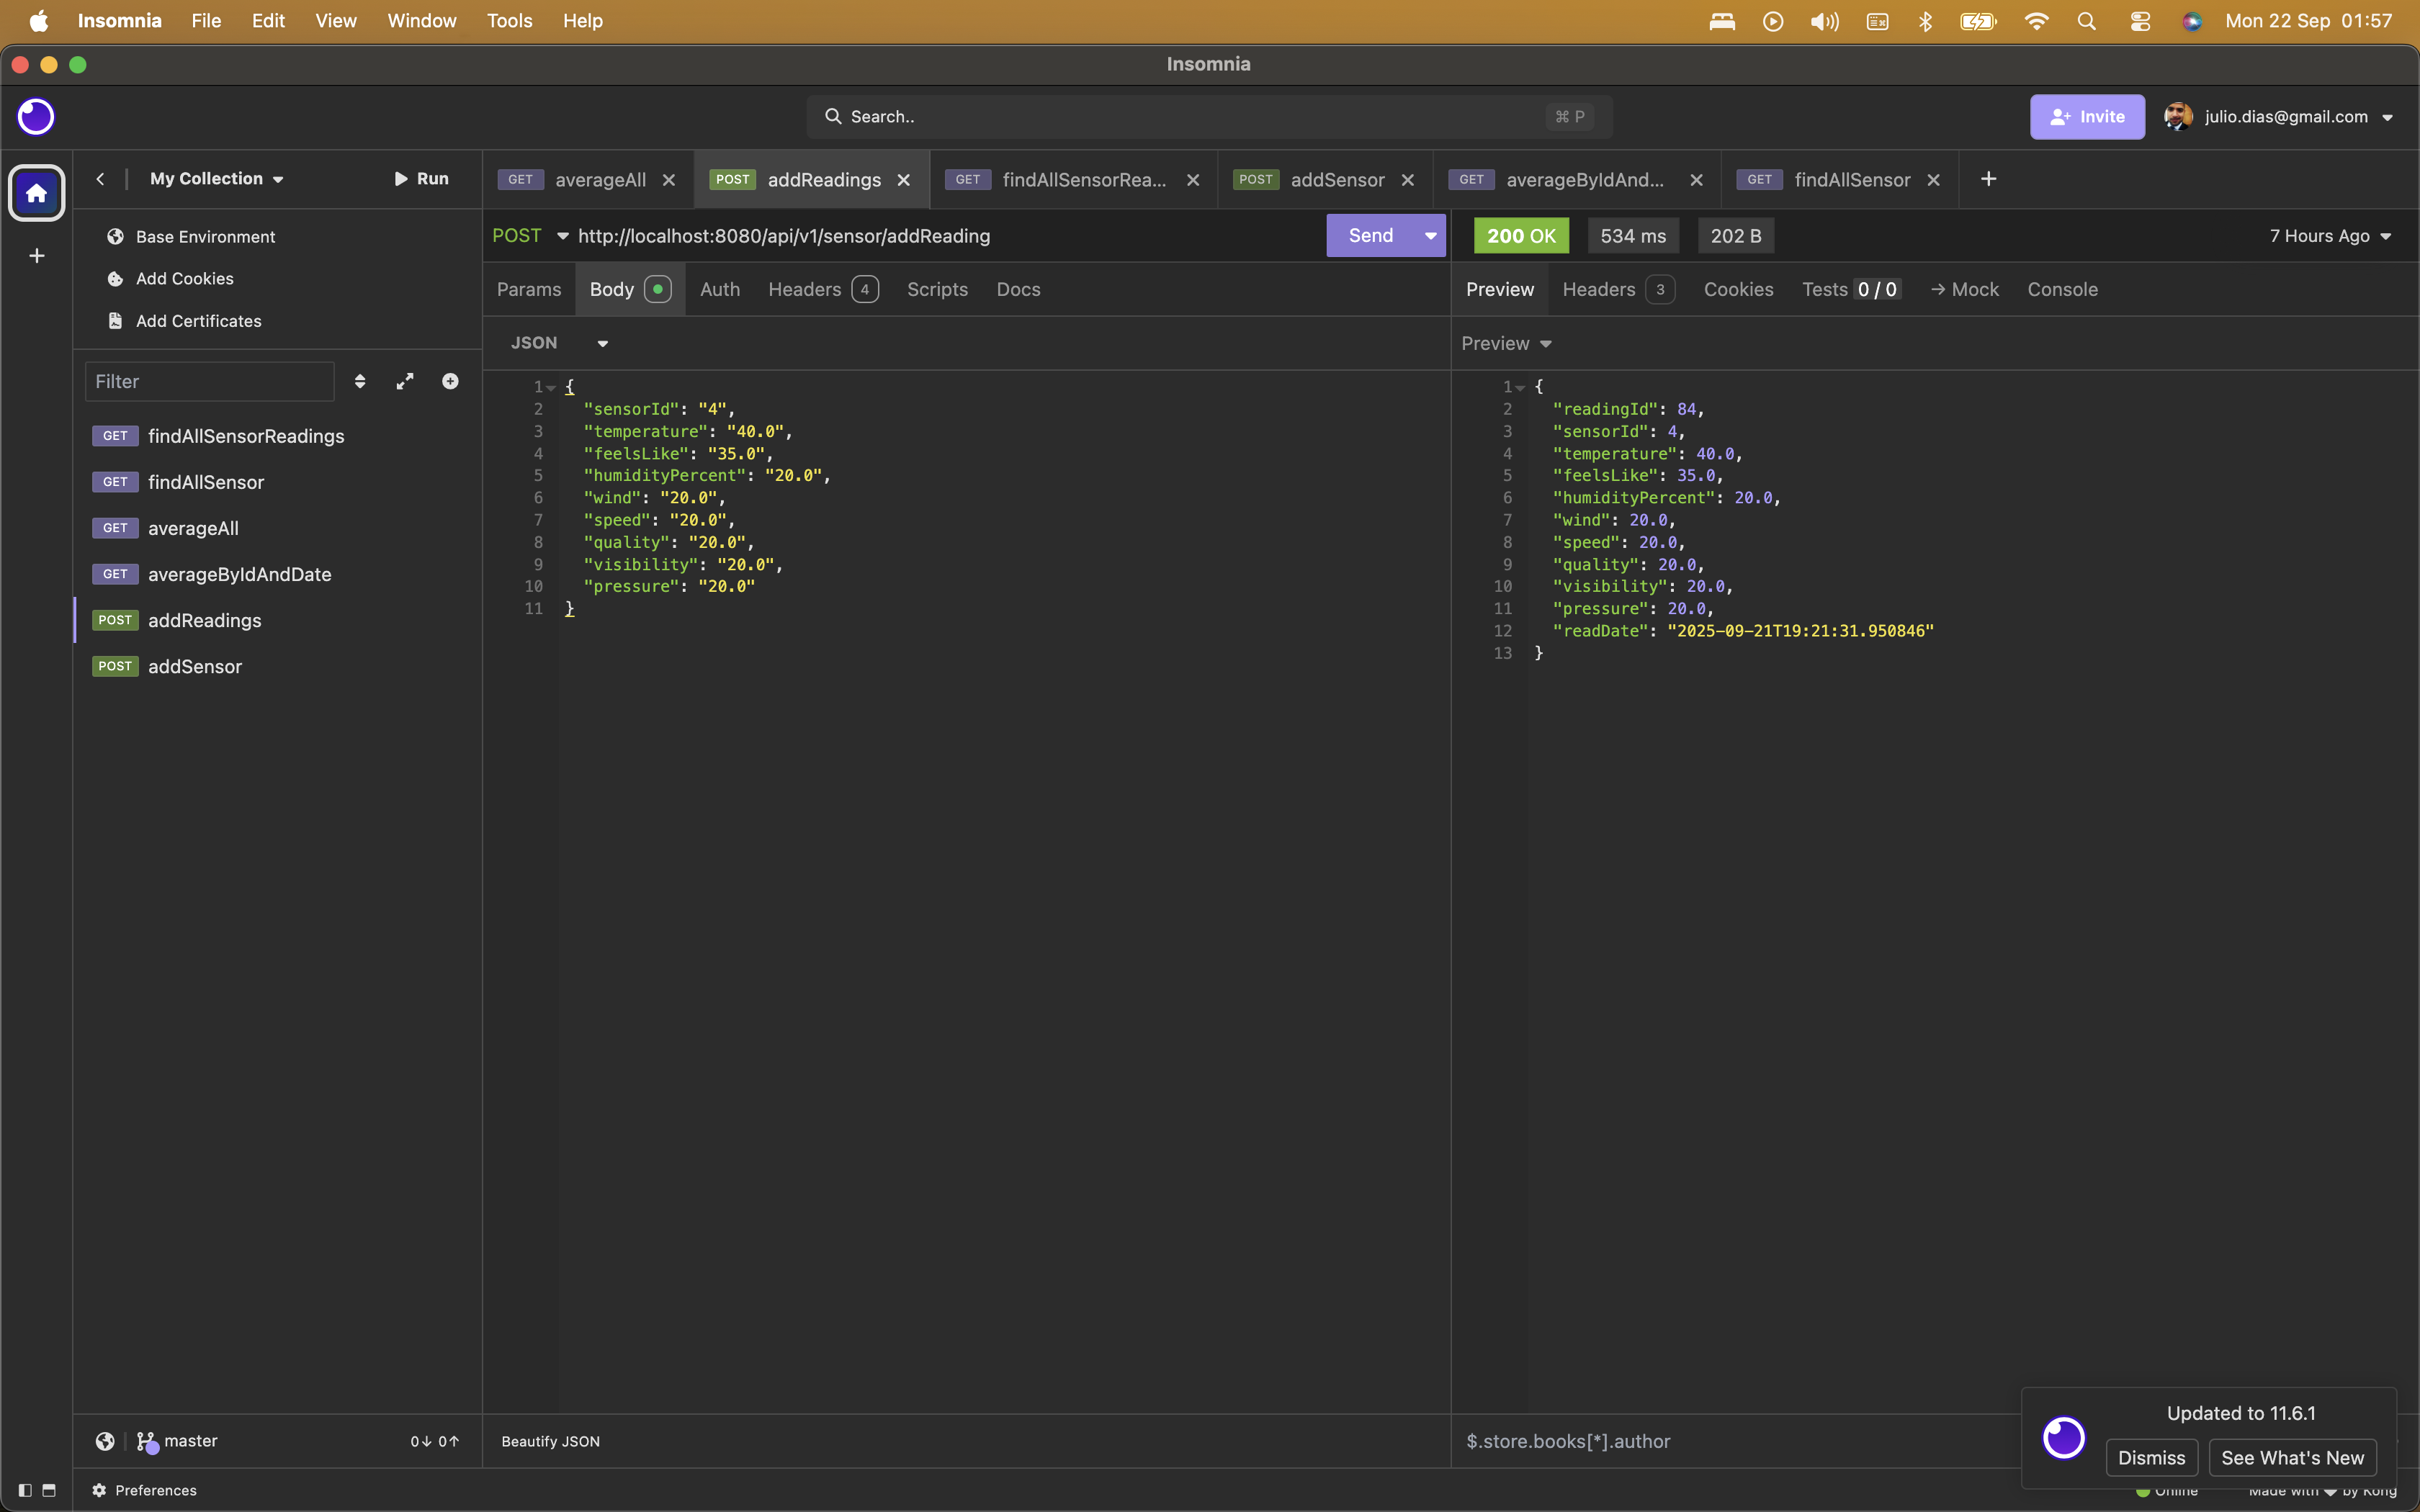 Insomnia File Edit View Window Tools Help Mon 22 Sep 01:57
Insomnia
Search.. ⌘ P Invite julio.dias@gmail.com
My Collection Run
GET averageAll POST addReadings GET findAllSensorRea... POST addSensor GET averageByIdAnd... GET findAllSensor
Base Environment
Add Cookies
Add Certificates
Filter
GET findAllSensorReadings
GET findAllSensor
GET averageAll
GET averageByIdAndDate
POST addReadings
POST addSensor
master 0↓ 0↑
Preferences
POST http://localhost:8080/api/v1/sensor/addReading Send
Params Body Auth Headers 4 Scripts Docs
JSON
1 {
2 "sensorId": "4",
3 "temperature": "40.0",
4 "feelsLike": "35.0",
5 "humidityPercent": "20.0",
6 "wind": "20.0",
7 "speed": "20.0",
8 "quality": "20.0",
9 "visibility": "20.0",
10 "pressure": "20.0"
11 }
Beautify JSON
200 OK 534 ms 202 B 7 Hours Ago
Preview Headers 3 Cookies Tests 0 / 0 → Mock Console
Preview
1 {
2 "readingId": 84,
3 "sensorId": 4,
4 "temperature": 40.0,
5 "feelsLike": 35.0,
6 "humidityPercent": 20.0,
7 "wind": 20.0,
8 "speed": 20.0,
9 "quality": 20.0,
10 "visibility": 20.0,
11 "pressure": 20.0,
12 "readDate": "2025-09-21T19:21:31.950846"
13 }
$.store.books[*].author
Updated to 11.6.1
Dismiss See What's New
Online Made with ❤ by Kong